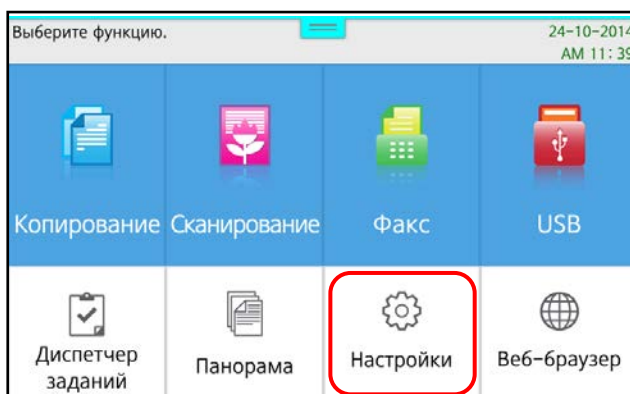 Выберите функцию.
24-10-2014
AM 11:39
Копирование
Сканирование
Факс
USB
Диспетчер
заданий
Панорама
Настройки
Веб-браузер